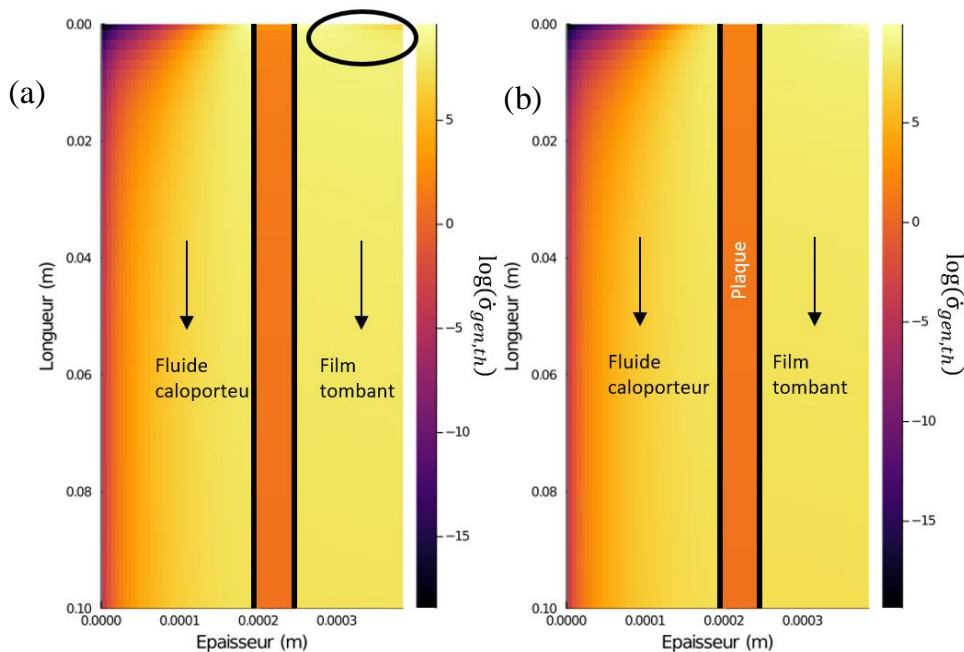 (a)
0.00
0.02
0.04
0.06
0.08
0.10
Longueur (m)
0.0000
0.0001
0.0002
0.0003
Epaisseur (m)
Fluide
caloporteu
Film
tombant
5
0
−5
−10
−15
log(σ̇gen,th)
(b)
0.00
0.02
0.04
0.06
0.08
0.10
Longueur (m)
0.0000
0.0001
0.0002
0.0003
Epaisseur (m)
Fluide
caloporteur
Plaque
Film
tombant
5
0
−5
−10
−15
log(σ̇gen,th)